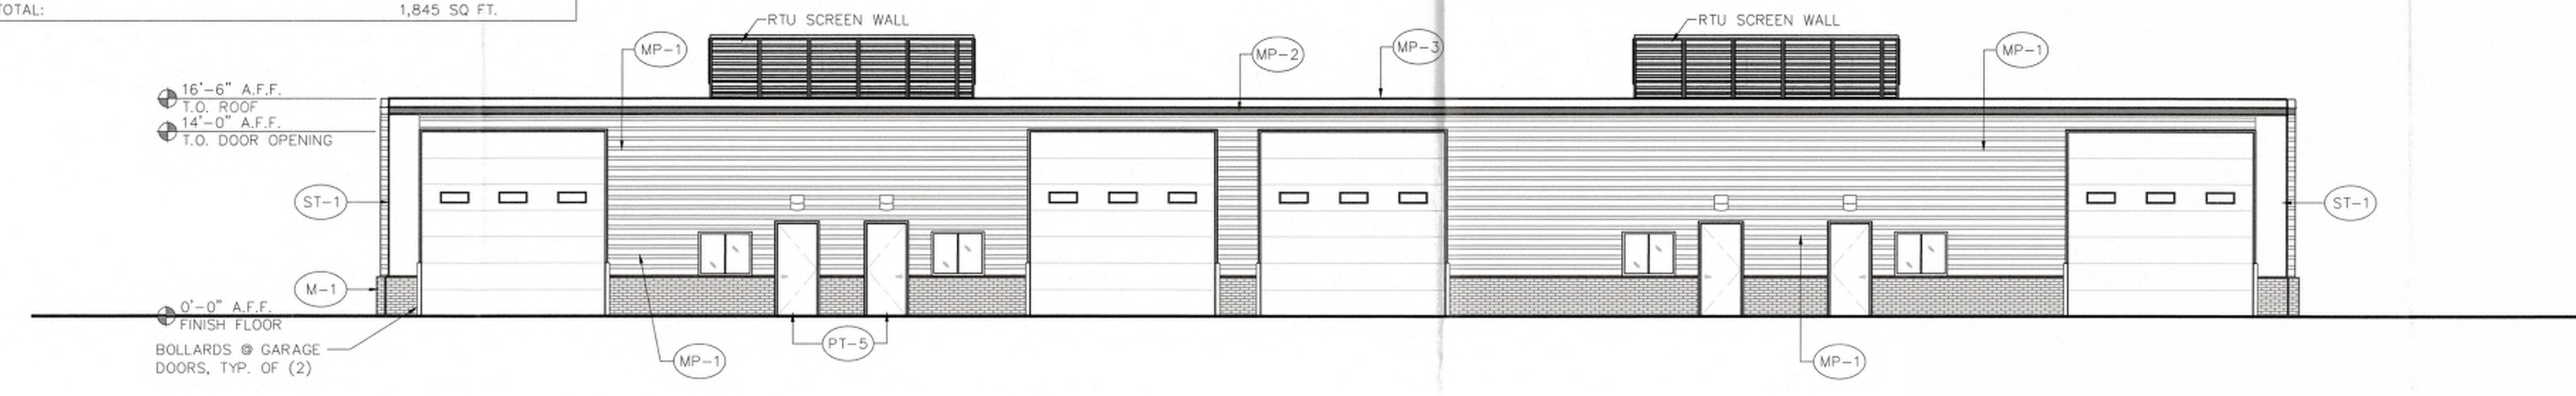 TOTAL: 1,845 SQ FT.
RTU SCREEN WALL
RTU SCREEN WALL
MP-1
MP-2
MP-3
MP-1
16'-6" A.F.F.
T.O. ROOF
14'-0" A.F.F.
T.O. DOOR OPENING
ST-1
ST-1
M-1
0'-0" A.F.F.
FINISH FLOOR
BOLLARDS @ GARAGE
DOORS, TYP. OF (2)
PT-5
MP-1
MP-1